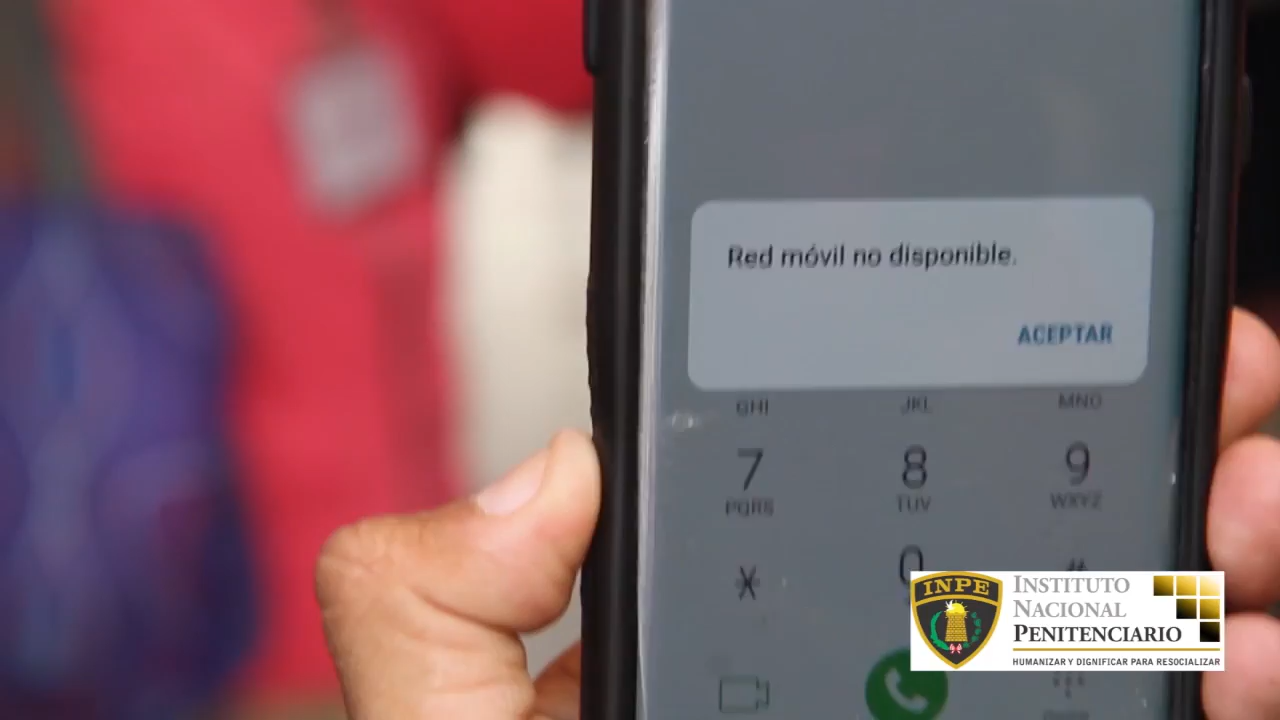 Red móvil no disponible.
ACEPTAR
GHI JKL MNO
7 8 9
PQRS TUV WXYZ
* 0 #
INPE
INSTITUTO
NACIONAL
PENITENCIARIO
HUMANIZAR Y DIGNIFICAR PARA RESOCIALIZAR